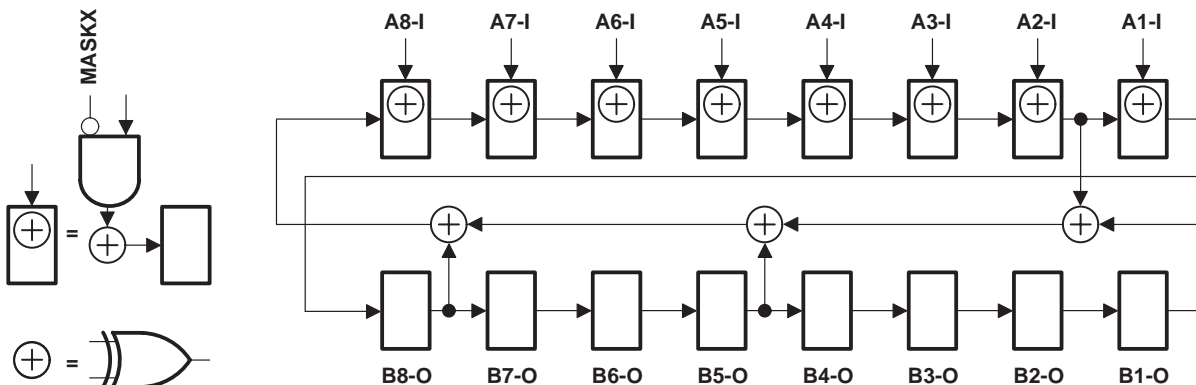 MASKX
=
=
A8-I A7-I A6-I A5-I A4-I A3-I A2-I A1-I
B8-O B7-O B6-O B5-O B4-O B3-O B2-O B1-O